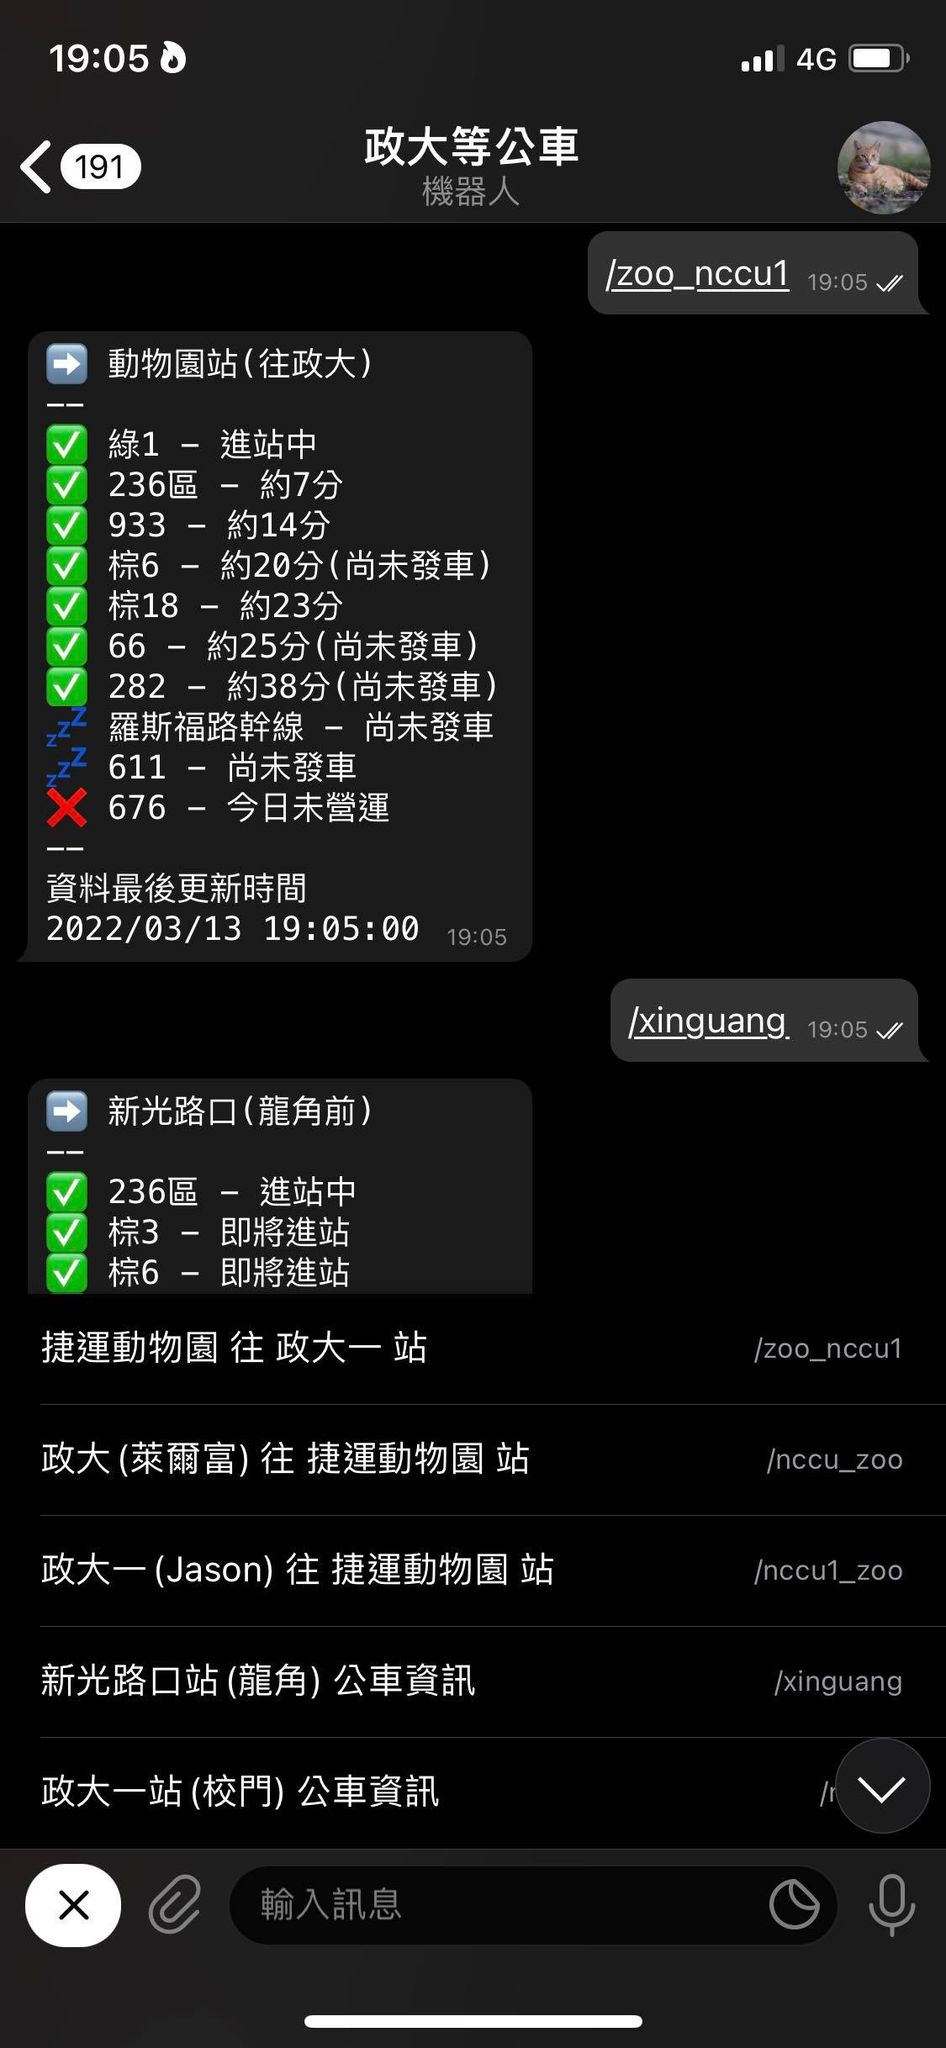 19:05
4G
191
政大等公車
機器人
/zoo_nccu1 19:05
動物園站(往政大)
——
綠1 - 進站中
236區 - 約7分
933 - 約14分
棕6 - 約20分(尚未發車)
棕18 - 約23分
66 - 約25分(尚未發車)
282 - 約38分(尚未發車)
羅斯福路幹線 - 尚未發車
611 - 尚未發車
676 - 今日未營運
——
資料最後更新時間
2022/03/13 19:05:00 19:05
/xinguang 19:05
新光路口(龍角前)
——
236區 - 進站中
棕3 - 即將進站
棕6 - 即將進站
捷運動物園 往 政大一 站 /zoo_nccu1
政大(萊爾富) 往 捷運動物園 站 /nccu_zoo
政大一(Jason) 往 捷運動物園 站 /nccu1_zoo
新光路口站(龍角) 公車資訊 /xinguang
政大一站(校門) 公車資訊
輸入訊息